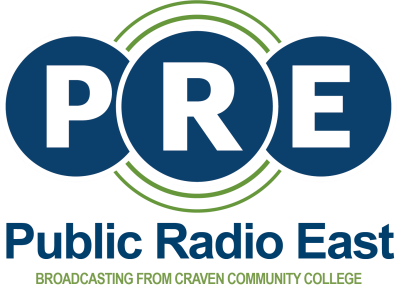 PRE
Public Radio East
BROADCASTING FROM CRAVEN COMMUNITY COLLEGE